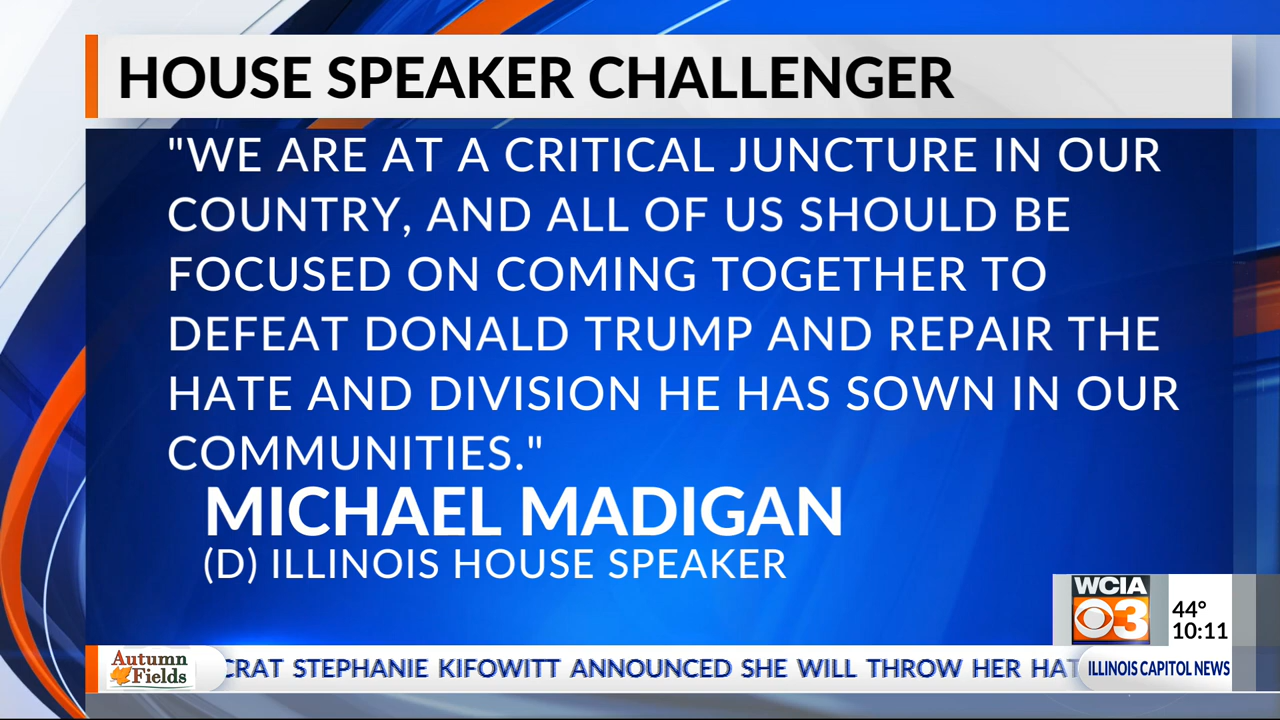 HOUSE SPEAKER CHALLENGER
"WE ARE AT A CRITICAL JUNCTURE IN OUR
COUNTRY, AND ALL OF US SHOULD BE
FOCUSED ON COMING TOGETHER TO
DEFEAT DONALD TRUMP AND REPAIR THE
HATE AND DIVISION HE HAS SOWN IN OUR
COMMUNITIES."
MICHAEL MADIGAN
(D) ILLINOIS HOUSE SPEAKER
WCIA
3
44°
10:11
Autumn
Fields
CRAT STEPHANIE KIFOWITT ANNOUNCED SHE WILL THROW HER HAT
ILLINOIS CAPITOL NEWS